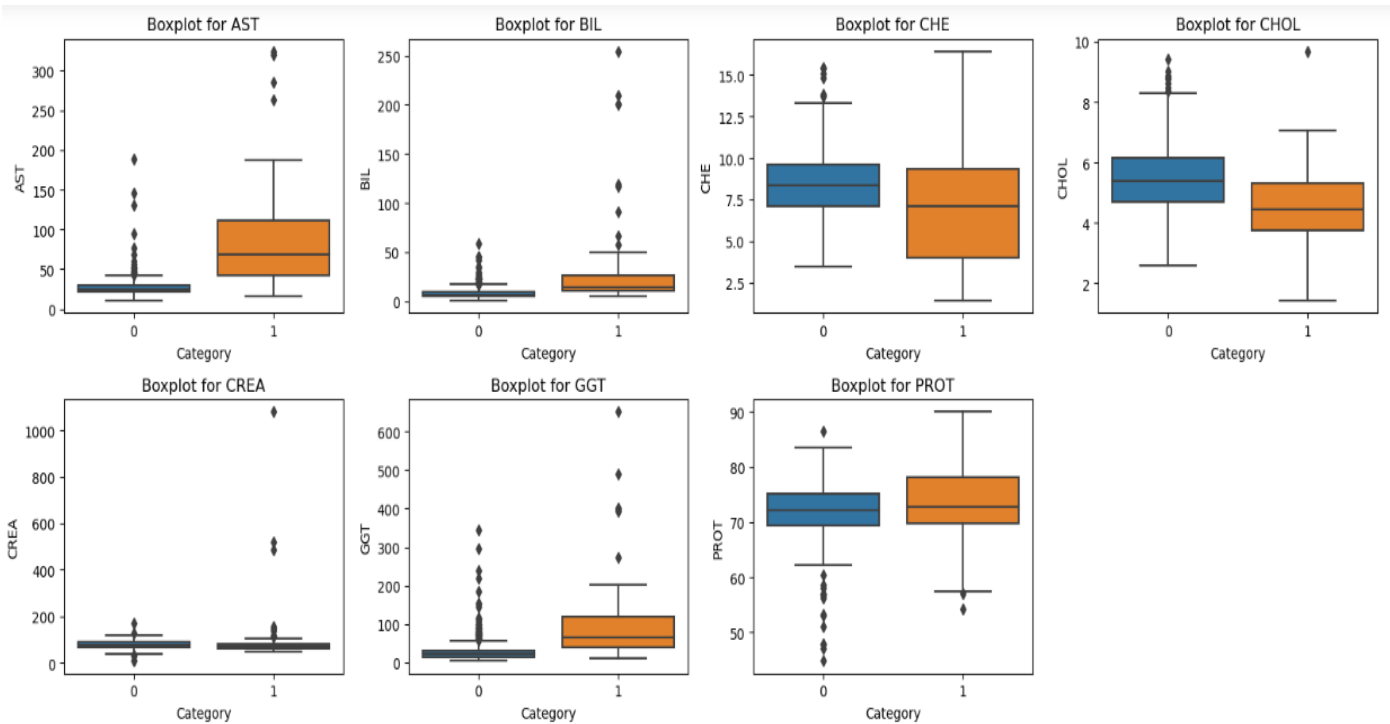 Boxplot for AST
Boxplot for BIL
Boxplot for CHE
Boxplot for CHOL
300
250
200
150
100
50
0
AST
0 1
Category
250
200
150
100
50
0
BIL
0 1
Category
15.0
12.5
10.0
7.5
5.0
2.5
CHE
0 1
Category
10
8
6
4
2
CHOL
0 1
Category
Boxplot for CREA
Boxplot for GGT
Boxplot for PROT
1000
800
600
400
200
0
CREA
0 1
Category
600
500
400
300
200
100
0
GGT
0 1
Category
90
80
70
60
50
PROT
0 1
Category